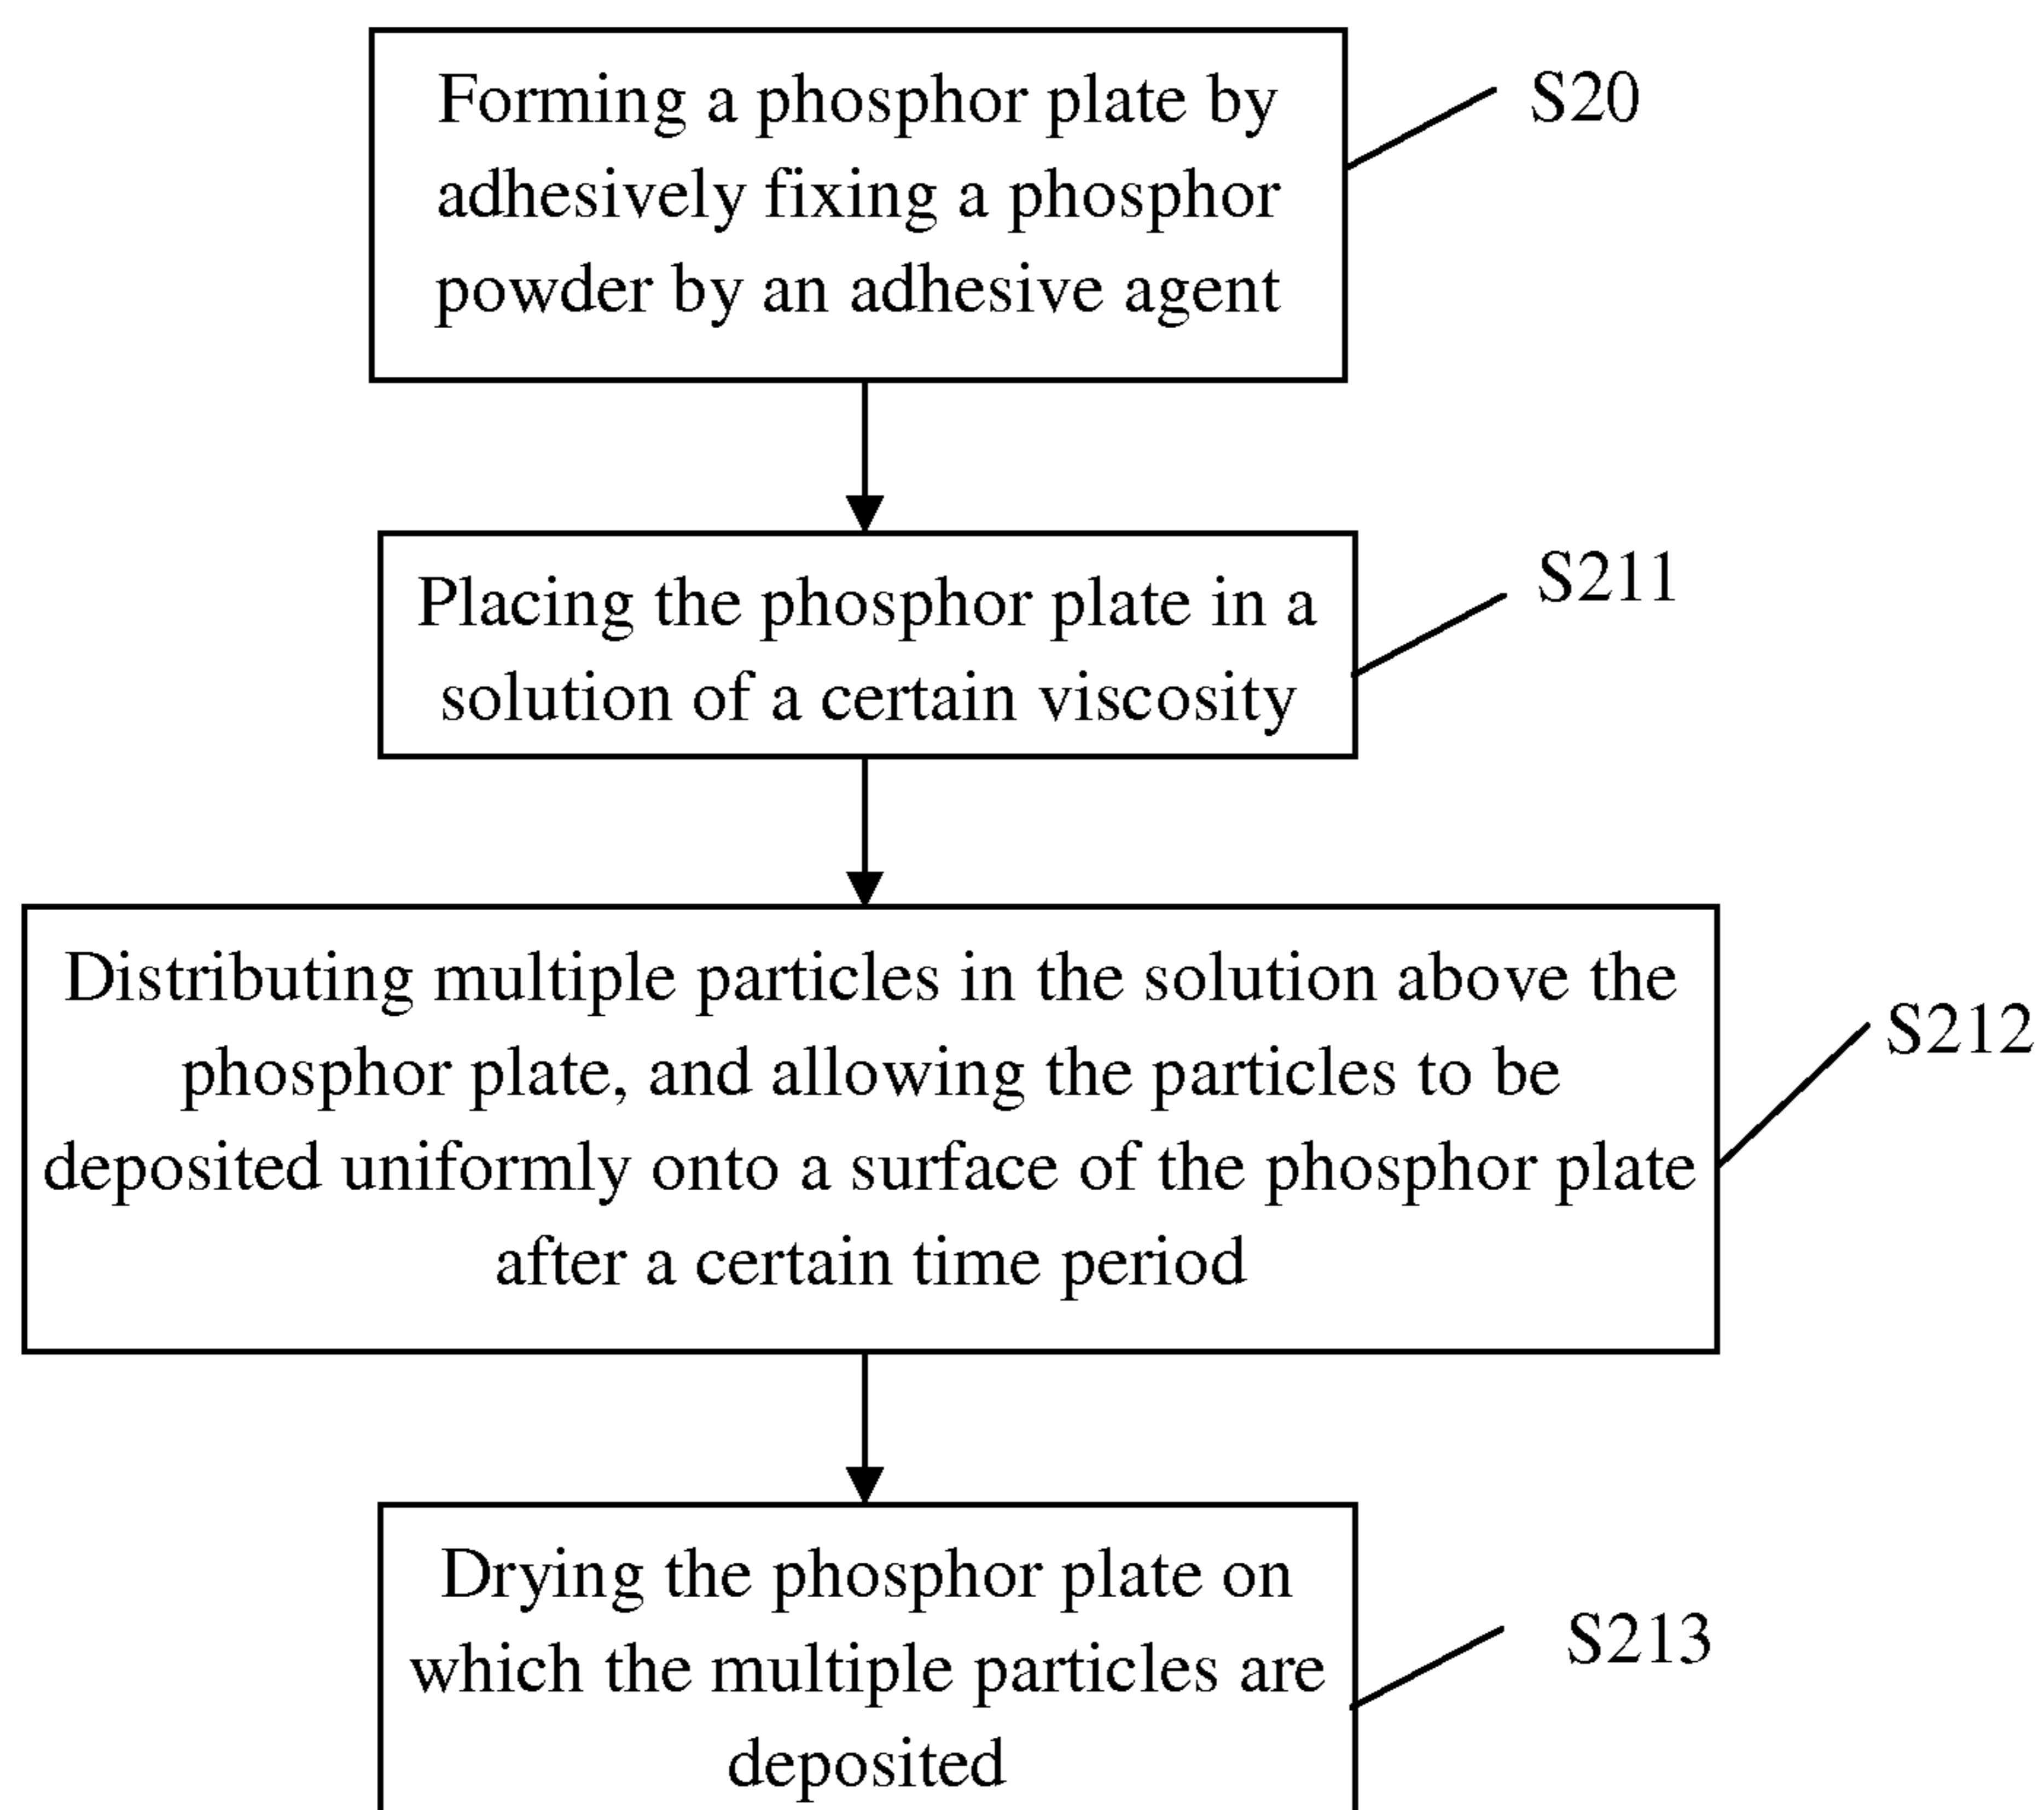 Forming a phosphor plate by
adhesively fixing a phosphor
powder by an adhesive agent
S20
Placing the phosphor plate in a
solution of a certain viscosity
S211
Distributing multiple particles in the solution above the
phosphor plate, and allowing the particles to be
deposited uniformly onto a surface of the phosphor plate
after a certain time period
S212
Drying the phosphor plate on
which the multiple particles are
deposited
S213